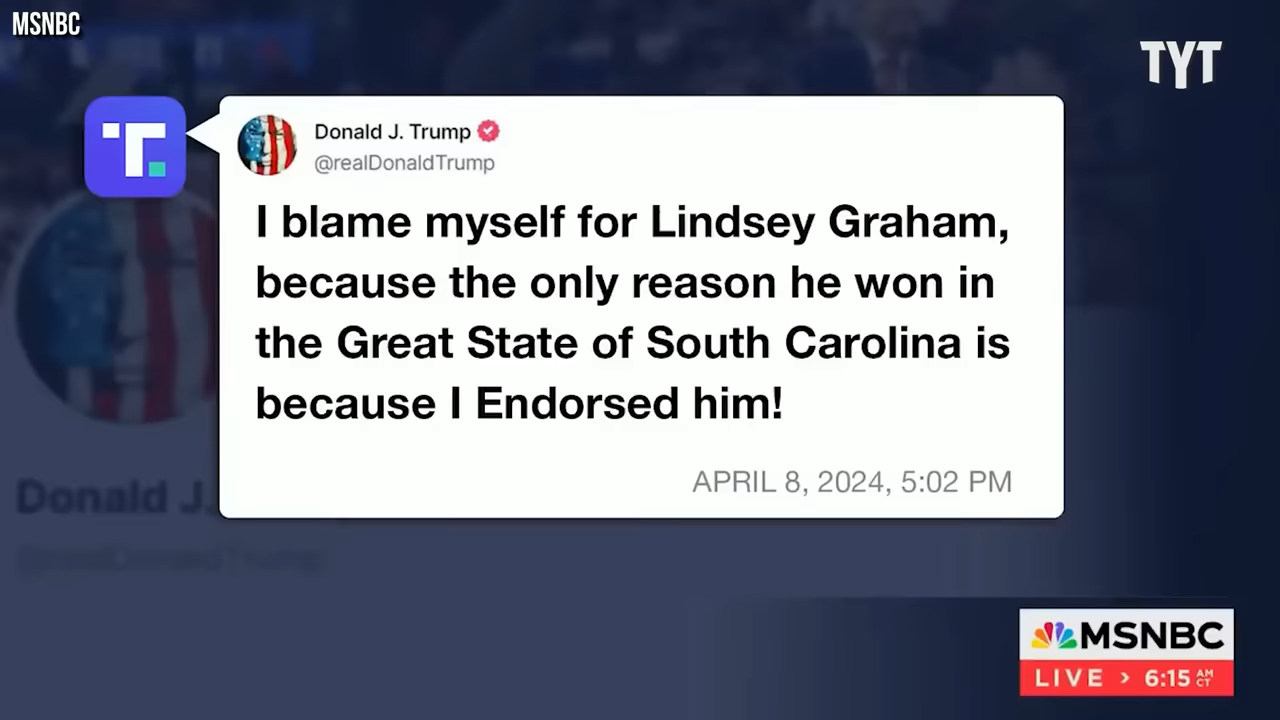 MSNBC
TYT
T.
Donald J. Trump
@realDonaldTrump
I blame myself for Lindsey Graham,
because the only reason he won in
the Great State of South Carolina is
because I Endorsed him!
APRIL 8, 2024, 5:02 PM
Donald J.
MSNBC
LIVE > 6:15 AM CT